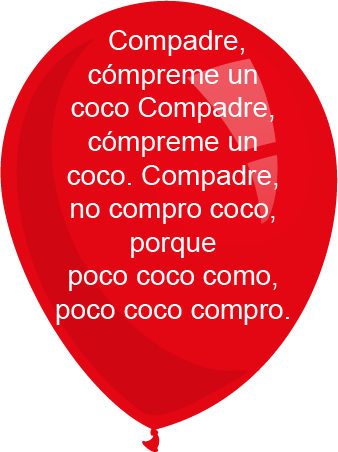 Compadre,
cómpreme un
coco Compadre,
cómpreme un
coco. Compadre,
no compro coco,
porque
poco coco como,
poco coco compro.